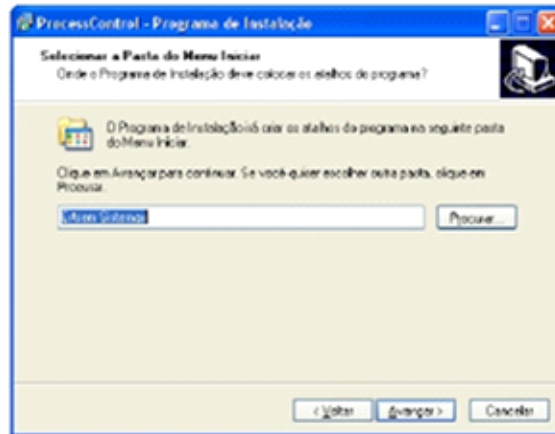 ProcessControl - Programa de Instalação
Selecionar a Pasta do Menu Iniciar
Onde o Programa de Instalação deve colocar os atalhos do programa?
O Programa de Instalação irá criar os atalhos do programa na seguinte pasta
do Menu Iniciar.
Clique em Avançar para continuar. Se você quiser escolher outra pasta, clique em
Procurar.
Sistemas
Procurar...
< Voltar
Avançar >
Cancelar